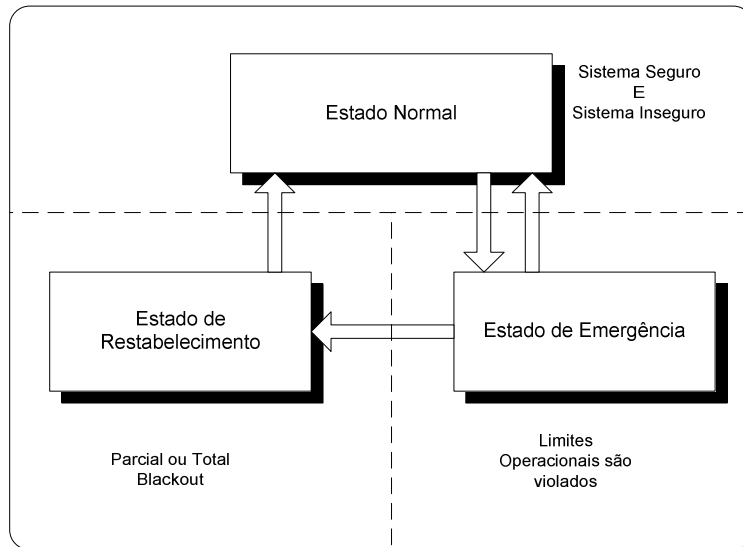 Estado Normal
Sistema Seguro
E
Sistema Inseguro
Estado de
Restabelecimento
Estado de Emergência
Parcial ou Total
Blackout
Limites
Operacionais são
violados